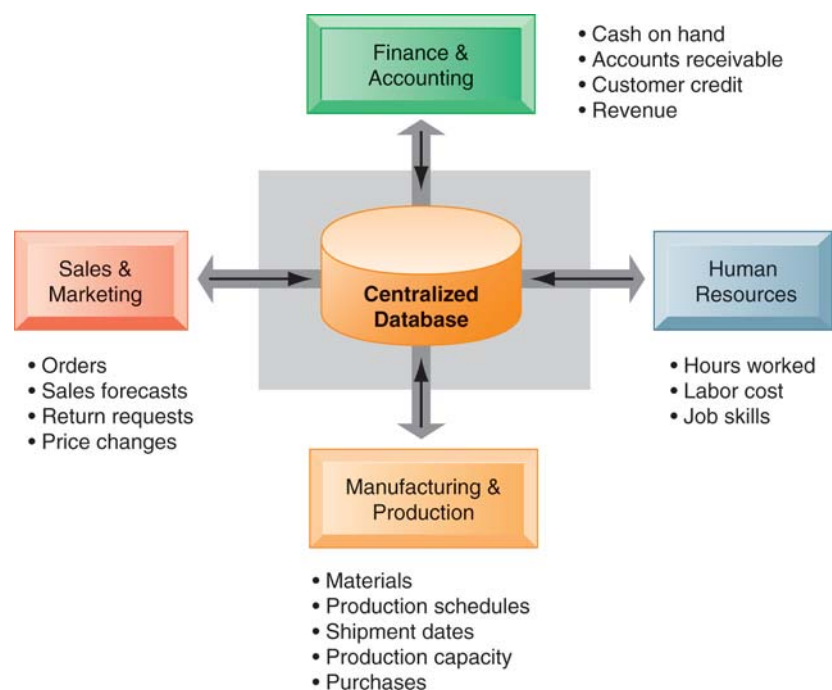 Finance &
Accounting
• Cash on hand
• Accounts receivable
• Customer credit
• Revenue
Sales &
Marketing
• Orders
• Sales forecasts
• Return requests
• Price changes
Centralized
Database
Human
Resources
• Hours worked
• Labor cost
• Job skills
Manufacturing &
Production
• Materials
• Production schedules
• Shipment dates
• Production capacity
• Purchases